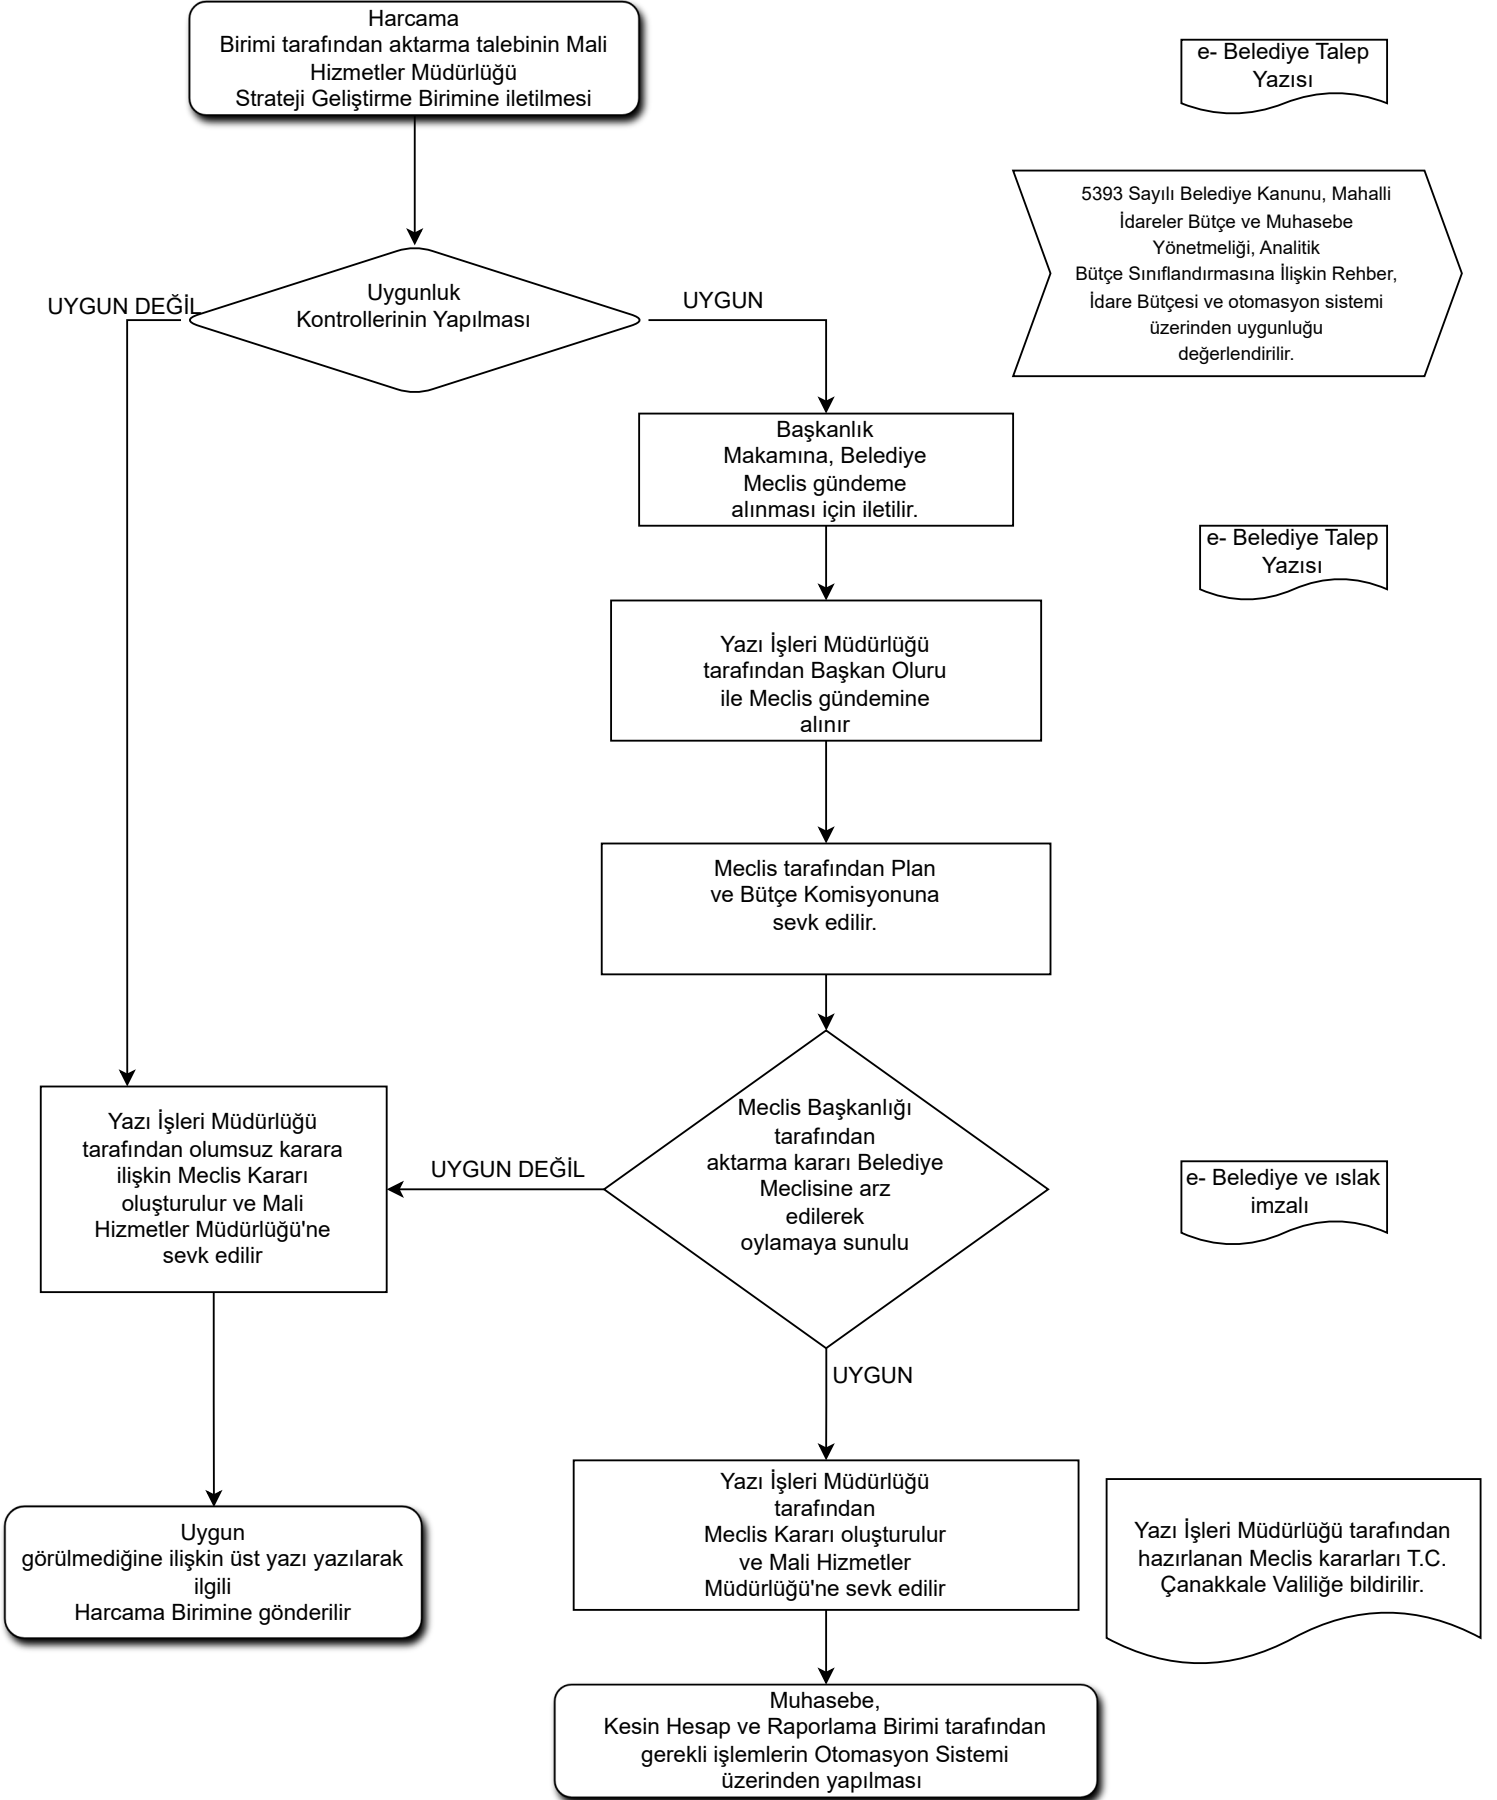 Harcama
Birimi tarafından aktarma talebinin Mali
Hizmetler Müdürlüğü
Strateji Geliştirme Birimine iletilmesi
e- Belediye Talep
Yazısı
5393 Sayılı Belediye Kanunu, Mahalli
İdareler Bütçe ve Muhasebe
Yönetmeliği, Analitik
Bütçe Sınıflandırmasına İlişkin Rehber,
İdare Bütçesi ve otomasyon sistemi
üzerinden uygunluğu
değerlendirilir.
UYGUN DEĞİL
Uygunluk
Kontrollerinin Yapılması
UYGUN
Başkanlık
Makamına, Belediye
Meclis gündeme
alınması için iletilir.
e- Belediye Talep
Yazısı
Yazı İşleri Müdürlüğü
tarafından Başkan Oluru
ile Meclis gündemine
alınır
Meclis tarafından Plan
ve Bütçe Komisyonuna
sevk edilir.
Meclis Başkanlığı
tarafından
aktarma kararı Belediye
Meclisine arz
edilerek
oylamaya sunulu
UYGUN DEĞİL
Yazı İşleri Müdürlüğü
tarafından olumsuz karara
ilişkin Meclis Kararı
oluşturulur ve Mali
Hizmetler Müdürlüğü'ne
sevk edilir
e- Belediye ve ıslak
imzalı
UYGUN
Yazı İşleri Müdürlüğü
tarafından
Meclis Kararı oluşturulur
ve Mali Hizmetler
Müdürlüğü'ne sevk edilir
Yazı İşleri Müdürlüğü tarafından
hazırlanan Meclis kararları T.C.
Çanakkale Valiliğe bildirilir.
Uygun
görülmediğine ilişkin üst yazı yazılarak
ilgili
Harcama Birimine gönderilir
Muhasebe,
Kesin Hesap ve Raporlama Birimi tarafından
gerekli işlemlerin Otomasyon Sistemi
üzerinden yapılması